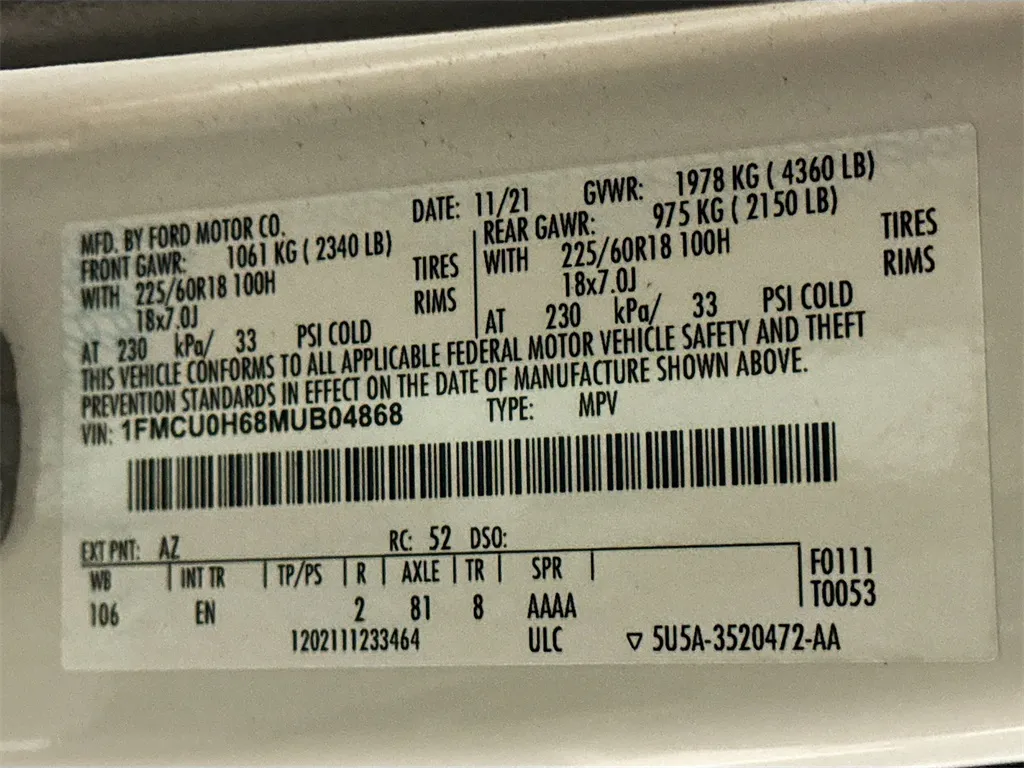 MFD. BY FORD MOTOR CO. DATE: 11/21 GVWR: 1978 KG ( 4360 LB)
FRONT GAWR: 1061 KG ( 2340 LB) REAR GAWR: 975 KG ( 2150 LB)
WITH 225/60R18 100H TIRES WITH 225/60R18 100H TIRES
18x7.0J RIMS 18x7.0J RIMS
AT 230 kPa/ 33 PSI COLD AT 230 kPa/ 33 PSI COLD
THIS VEHICLE CONFORMS TO ALL APPLICABLE FEDERAL MOTOR VEHICLE SAFETY AND THEFT
PREVENTION STANDARDS IN EFFECT ON THE DATE OF MANUFACTURE SHOWN ABOVE.
VIN: 1FMCU0H68MUB04868 TYPE: MPV
EXT PNT: AZ RC: 52 DSO:
WB INT TR TP/PS R AXLE TR SPR F0111
106 EN 2 81 8 AAAA T0053
1202111233464 ULC ▽ 5U5A-3520472-AA